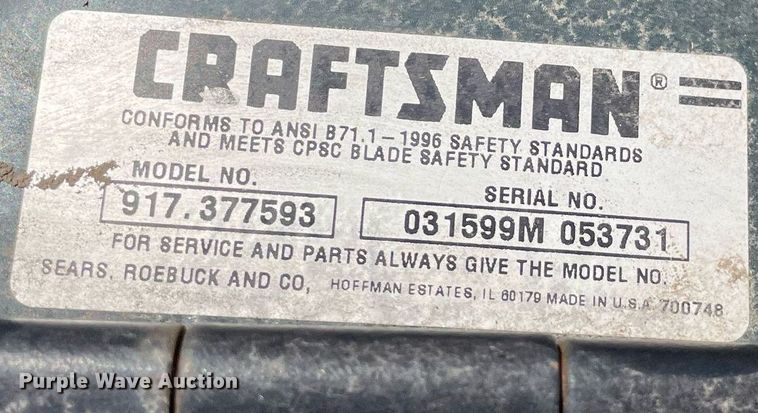 CRAFTSMAN®
CONFORMS TO ANSI B71.1-1996 SAFETY STANDARDS
AND MEETS CPSC BLADE SAFETY STANDARD
MODEL NO.
917.377593
SERIAL NO.
031599M 053731
FOR SERVICE AND PARTS ALWAYS GIVE THE MODEL NO.
SEARS, ROEBUCK AND CO, HOFFMAN ESTATES, IL 60179 MADE IN U.S.A 700748
Purple Wave Auction